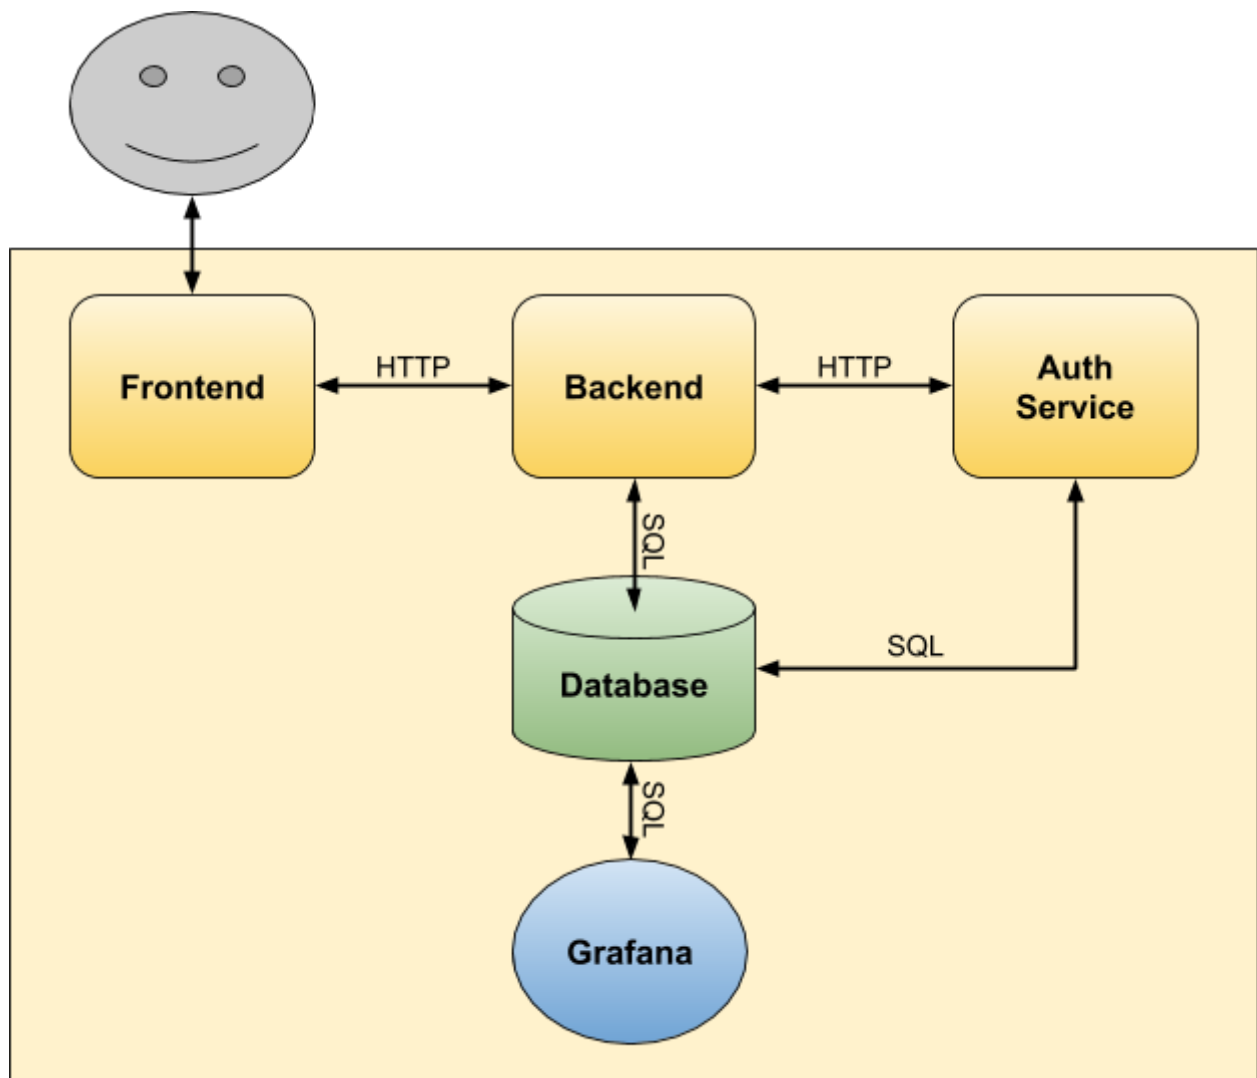 Frontend
HTTP
Backend
HTTP
Auth
Service
SQL
SQL
Database
SQL
Grafana